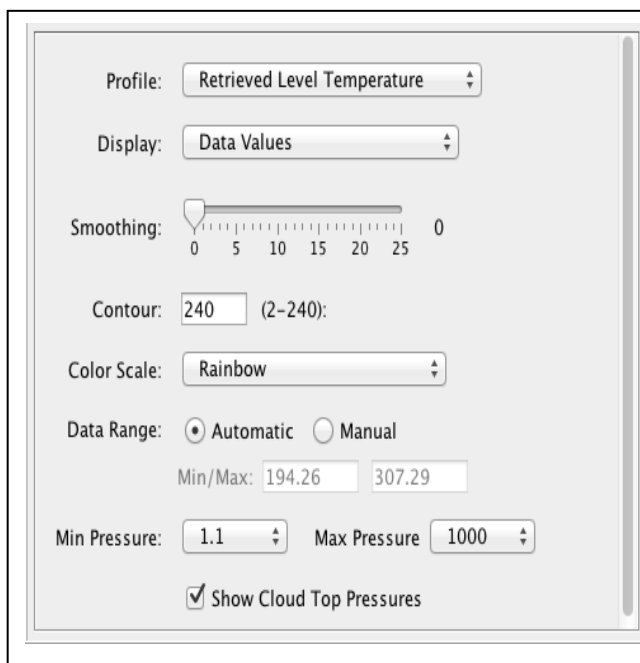 Profile: Retrieved Level Temperature
Display: Data Values
Smoothing: 0
0 5 10 15 20 25
Contour: 240 (2-240):
Color Scale: Rainbow
Data Range: Automatic Manual
Min/Max: 194.26 307.29
Min Pressure: 1.1 Max Pressure 1000
Show Cloud Top Pressures